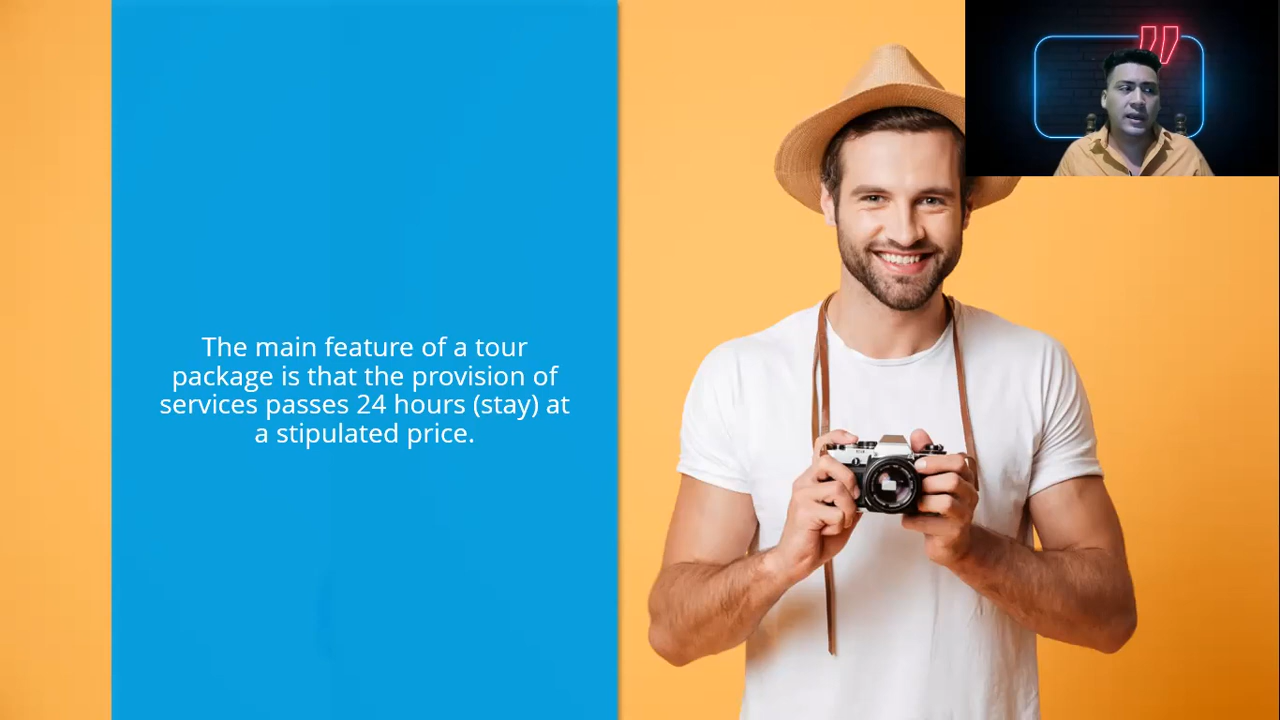 The main feature of a tour
package is that the provision of
services passes 24 hours (stay) at
a stipulated price.